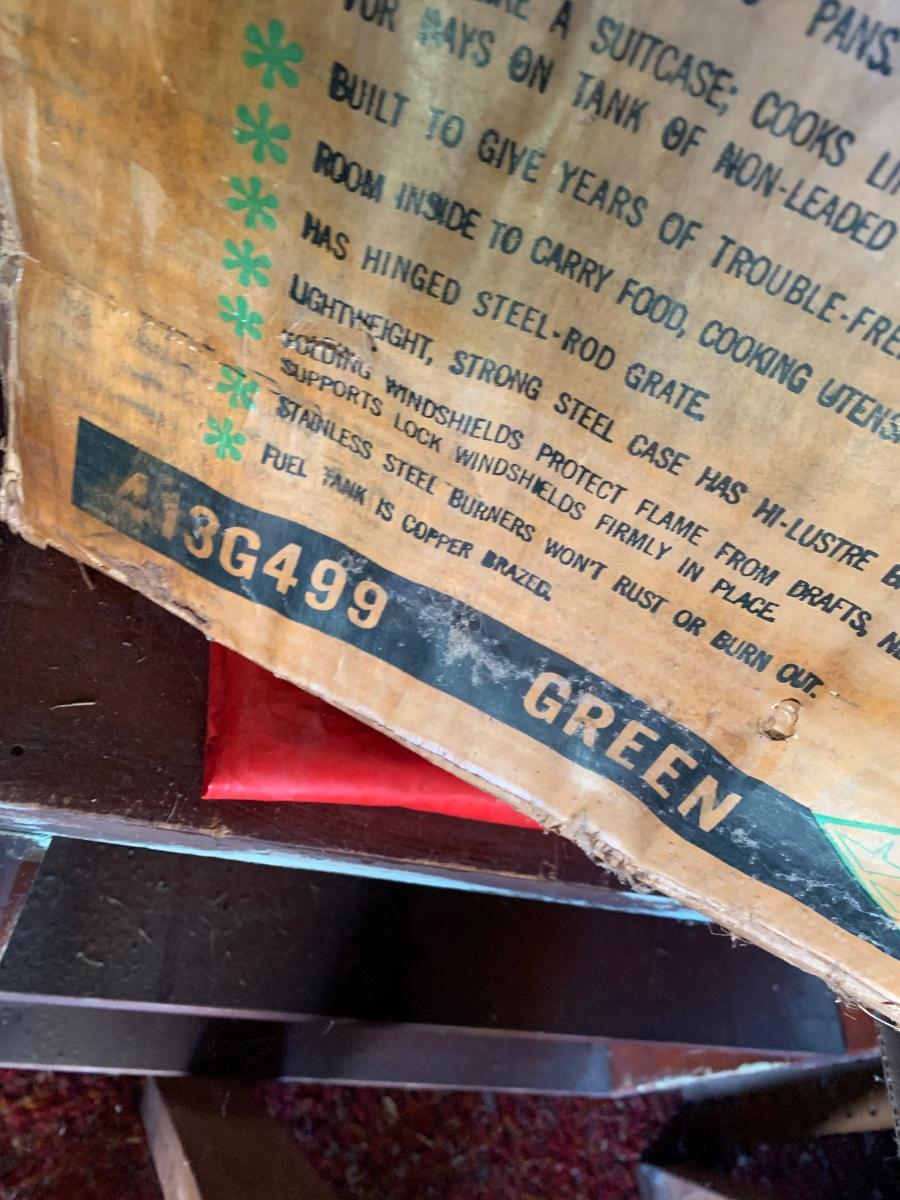 PANS.
A SUITCASE; COOKS
FOR DAYS ON TANK OF NON-LEADED
BUILT TO GIVE YEARS OF TROUBLE-FRE
ROOM INSIDE TO CARRY FOOD, COOKING UTENS
HAS HINGED STEEL-ROD GRATE.
LIGHTWEIGHT, STRONG STEEL CASE HAS HI-LUSTRE
FOLDING WINDSHIELDS PROTECT FLAME FROM DRAFTS,
SUPPORTS LOCK WINDSHIELDS FIRMLY IN PLACE.
STAINLESS STEEL BURNERS WON'T RUST OR BURN OUT.
FUEL TANK IS COPPER BRAZED.
413G499 GREEN